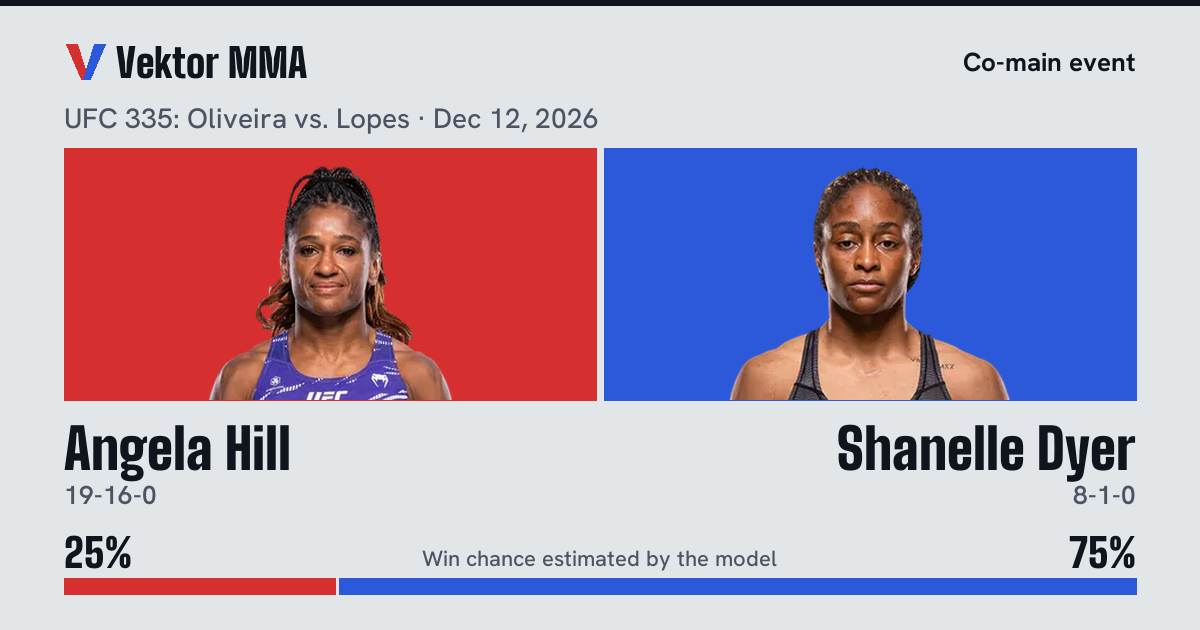 Vektor MMA
Co-main event
UFC 335: Oliveira vs. Lopes · Dec 12, 2026
UFC
Angela Hill
Shanelle Dyer
19-16-0
8-1-0
25%
Win chance estimated by the model
75%